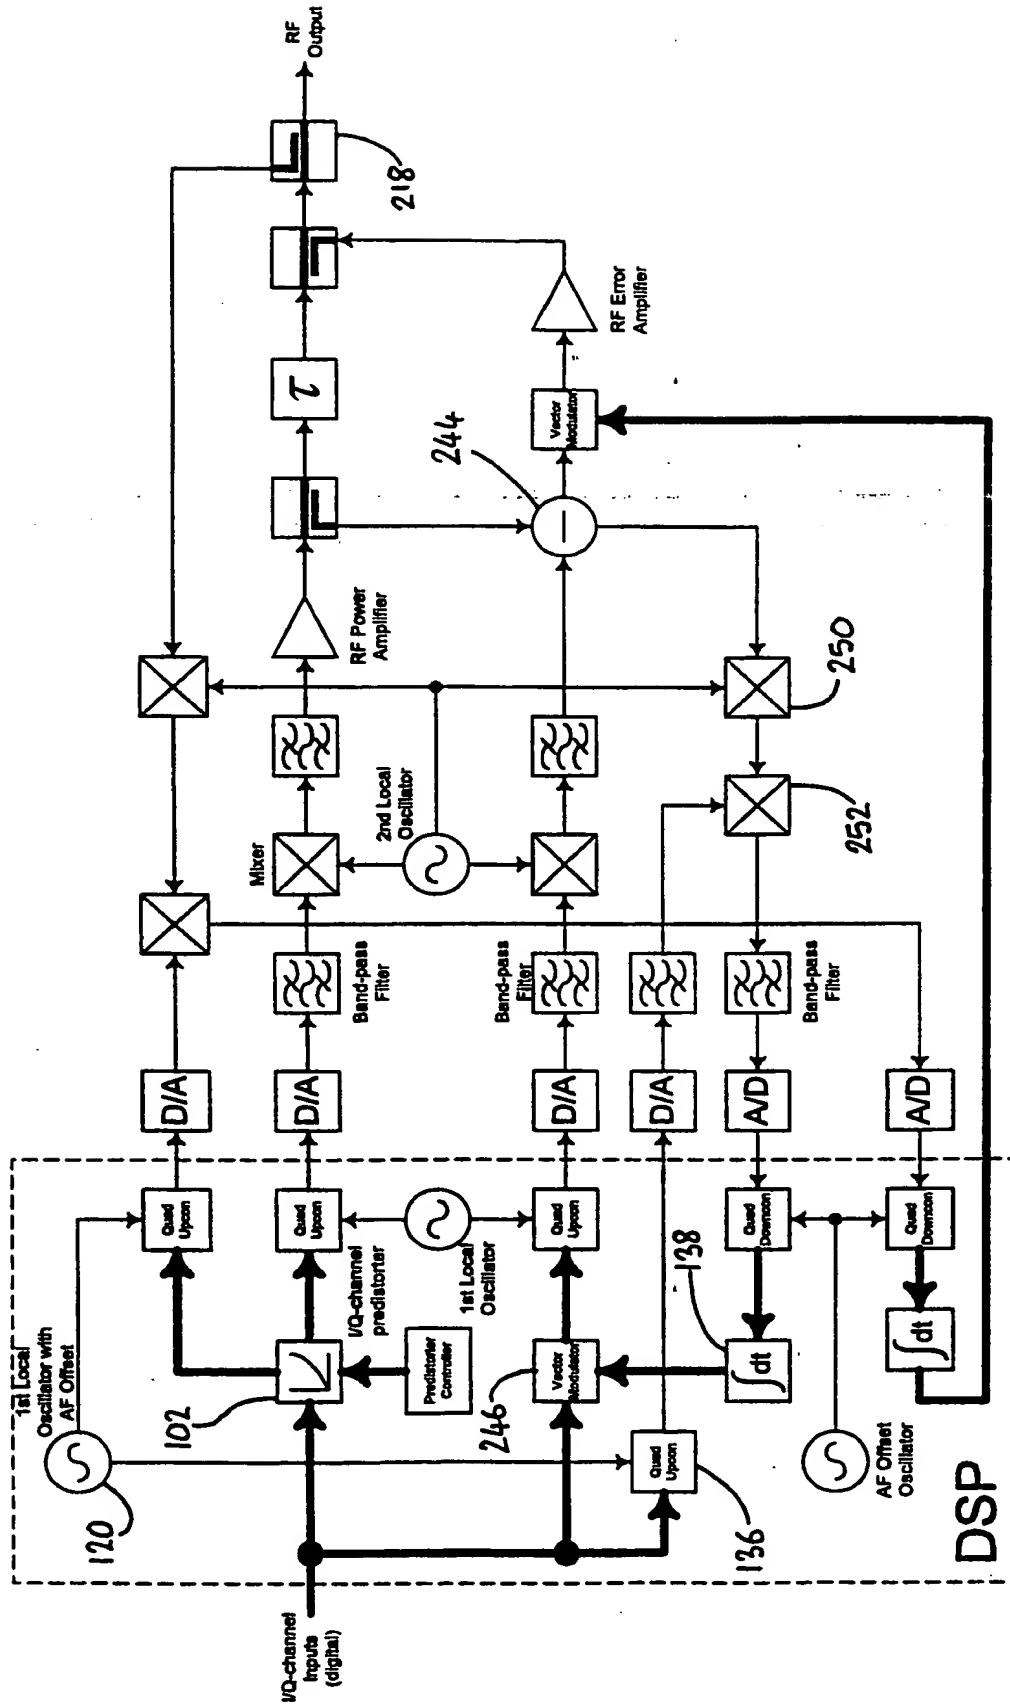 I/Q-channel
Inputs
(digital)
120
1st Local
Oscillator with
AF Offset
Quad
Upcon
D/A
RF
Output
218
102
I/Q-channel
predistorter
Quad
Upcon
D/A
Band-pass
Filter
Mixer
RF Power
Amplifier
τ
Predistorter
Controller
1st Local
Oscillator
2nd Local
Oscillator
246
Vector
Modulator
Quad
Upcon
D/A
Band-pass
Filter
244
Vector
Modulator
RF Error
Amplifier
136
Quad
Upcon
D/A
138
∫dt
Quad
Downcon
A/D
Band-pass
Filter
252
250
AF Offset
Oscillator
∫dt
Quad
Downcon
A/D
DSP